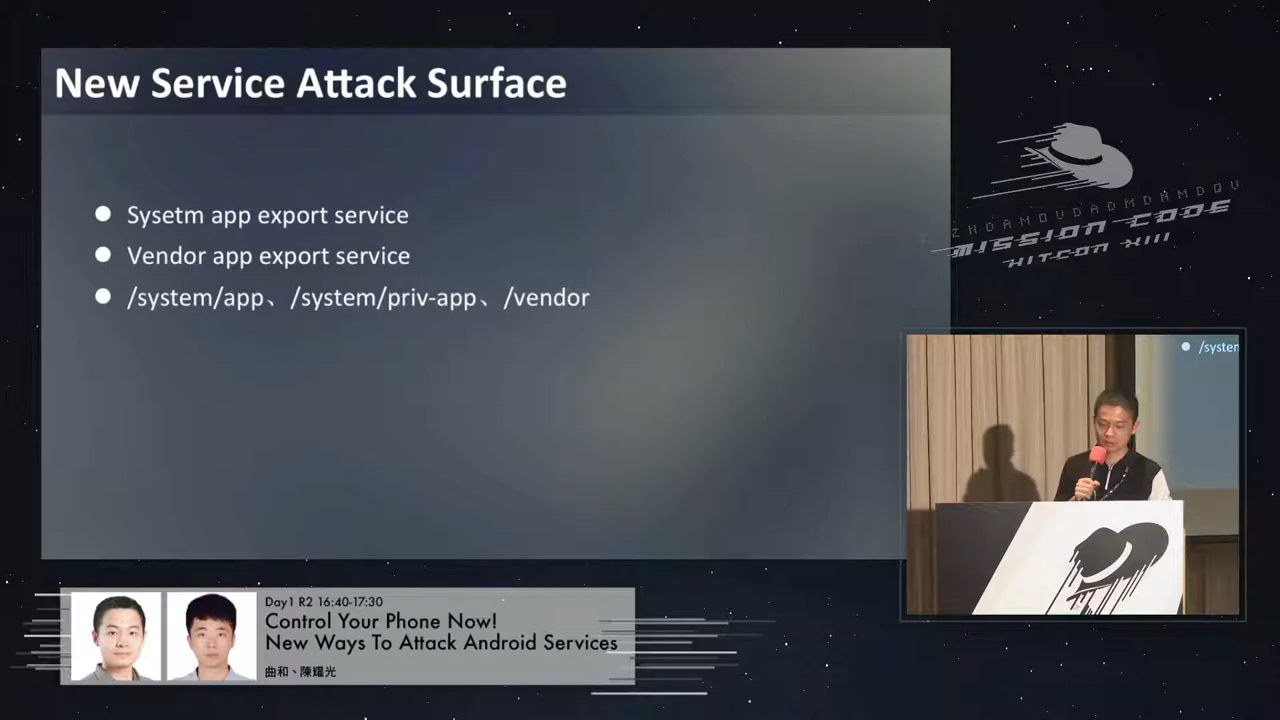 New Service Attack Surface
Sysetm app export service
Vendor app export service
/system/app、/system/priv-app、/vendor
MISSION CODE
HITCON XIII
/system
Day1 R2 16:40-17:30
Control Your Phone Now!
New Ways To Attack Android Services
曲和、陳耀光